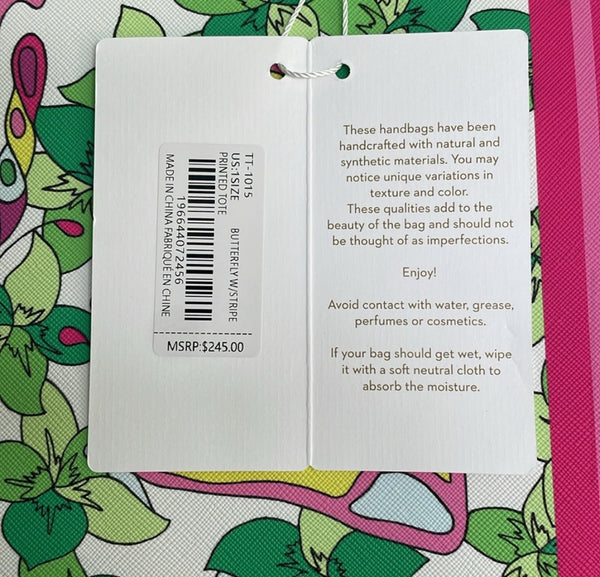 TT-1015
US:1SIZE
PRINTED TOTE BUTTERFLY W/STRIPE
196644072456
MADE IN CHINA FABRIQUÉ EN CHINE
MSRP:$245.00
These handbags have been
handcrafted with natural and
synthetic materials. You may
notice unique variations in
texture and color.
These qualities add to the
beauty of the bag and should not
be thought of as imperfections.
Enjoy!
Avoid contact with water, grease,
perfumes or cosmetics.
If your bag should get wet, wipe
it with a soft neutral cloth to
absorb the moisture.